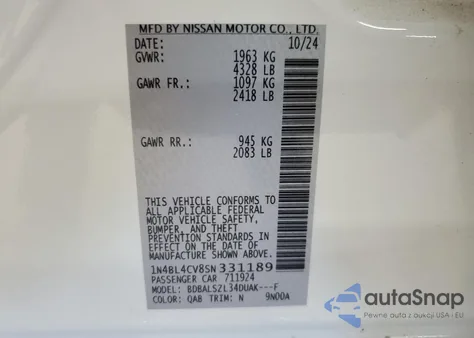 MFD BY NISSAN MOTOR CO., LTD.
DATE: 10/24
GVWR: 1963 KG
4328 LB
GAWR FR.: 1097 KG
2418 LB
GAWR RR.: 945 KG
2083 LB
THIS VEHICLE CONFORMS TO
ALL APPLICABLE FEDERAL
MOTOR VEHICLE SAFETY,
BUMPER, AND THEFT
PREVENTION STANDARDS IN
EFFECT ON THE DATE OF
MANUFACTURE SHOWN ABOVE.
1N4BL4CV8SN331189
PASSENGER CAR 711924
MODEL: BDBALSZL34DUAK---F
COLOR: QAB TRIM: N 9N00A
autoSnap
Pewne auto z dostawą z USA i EU